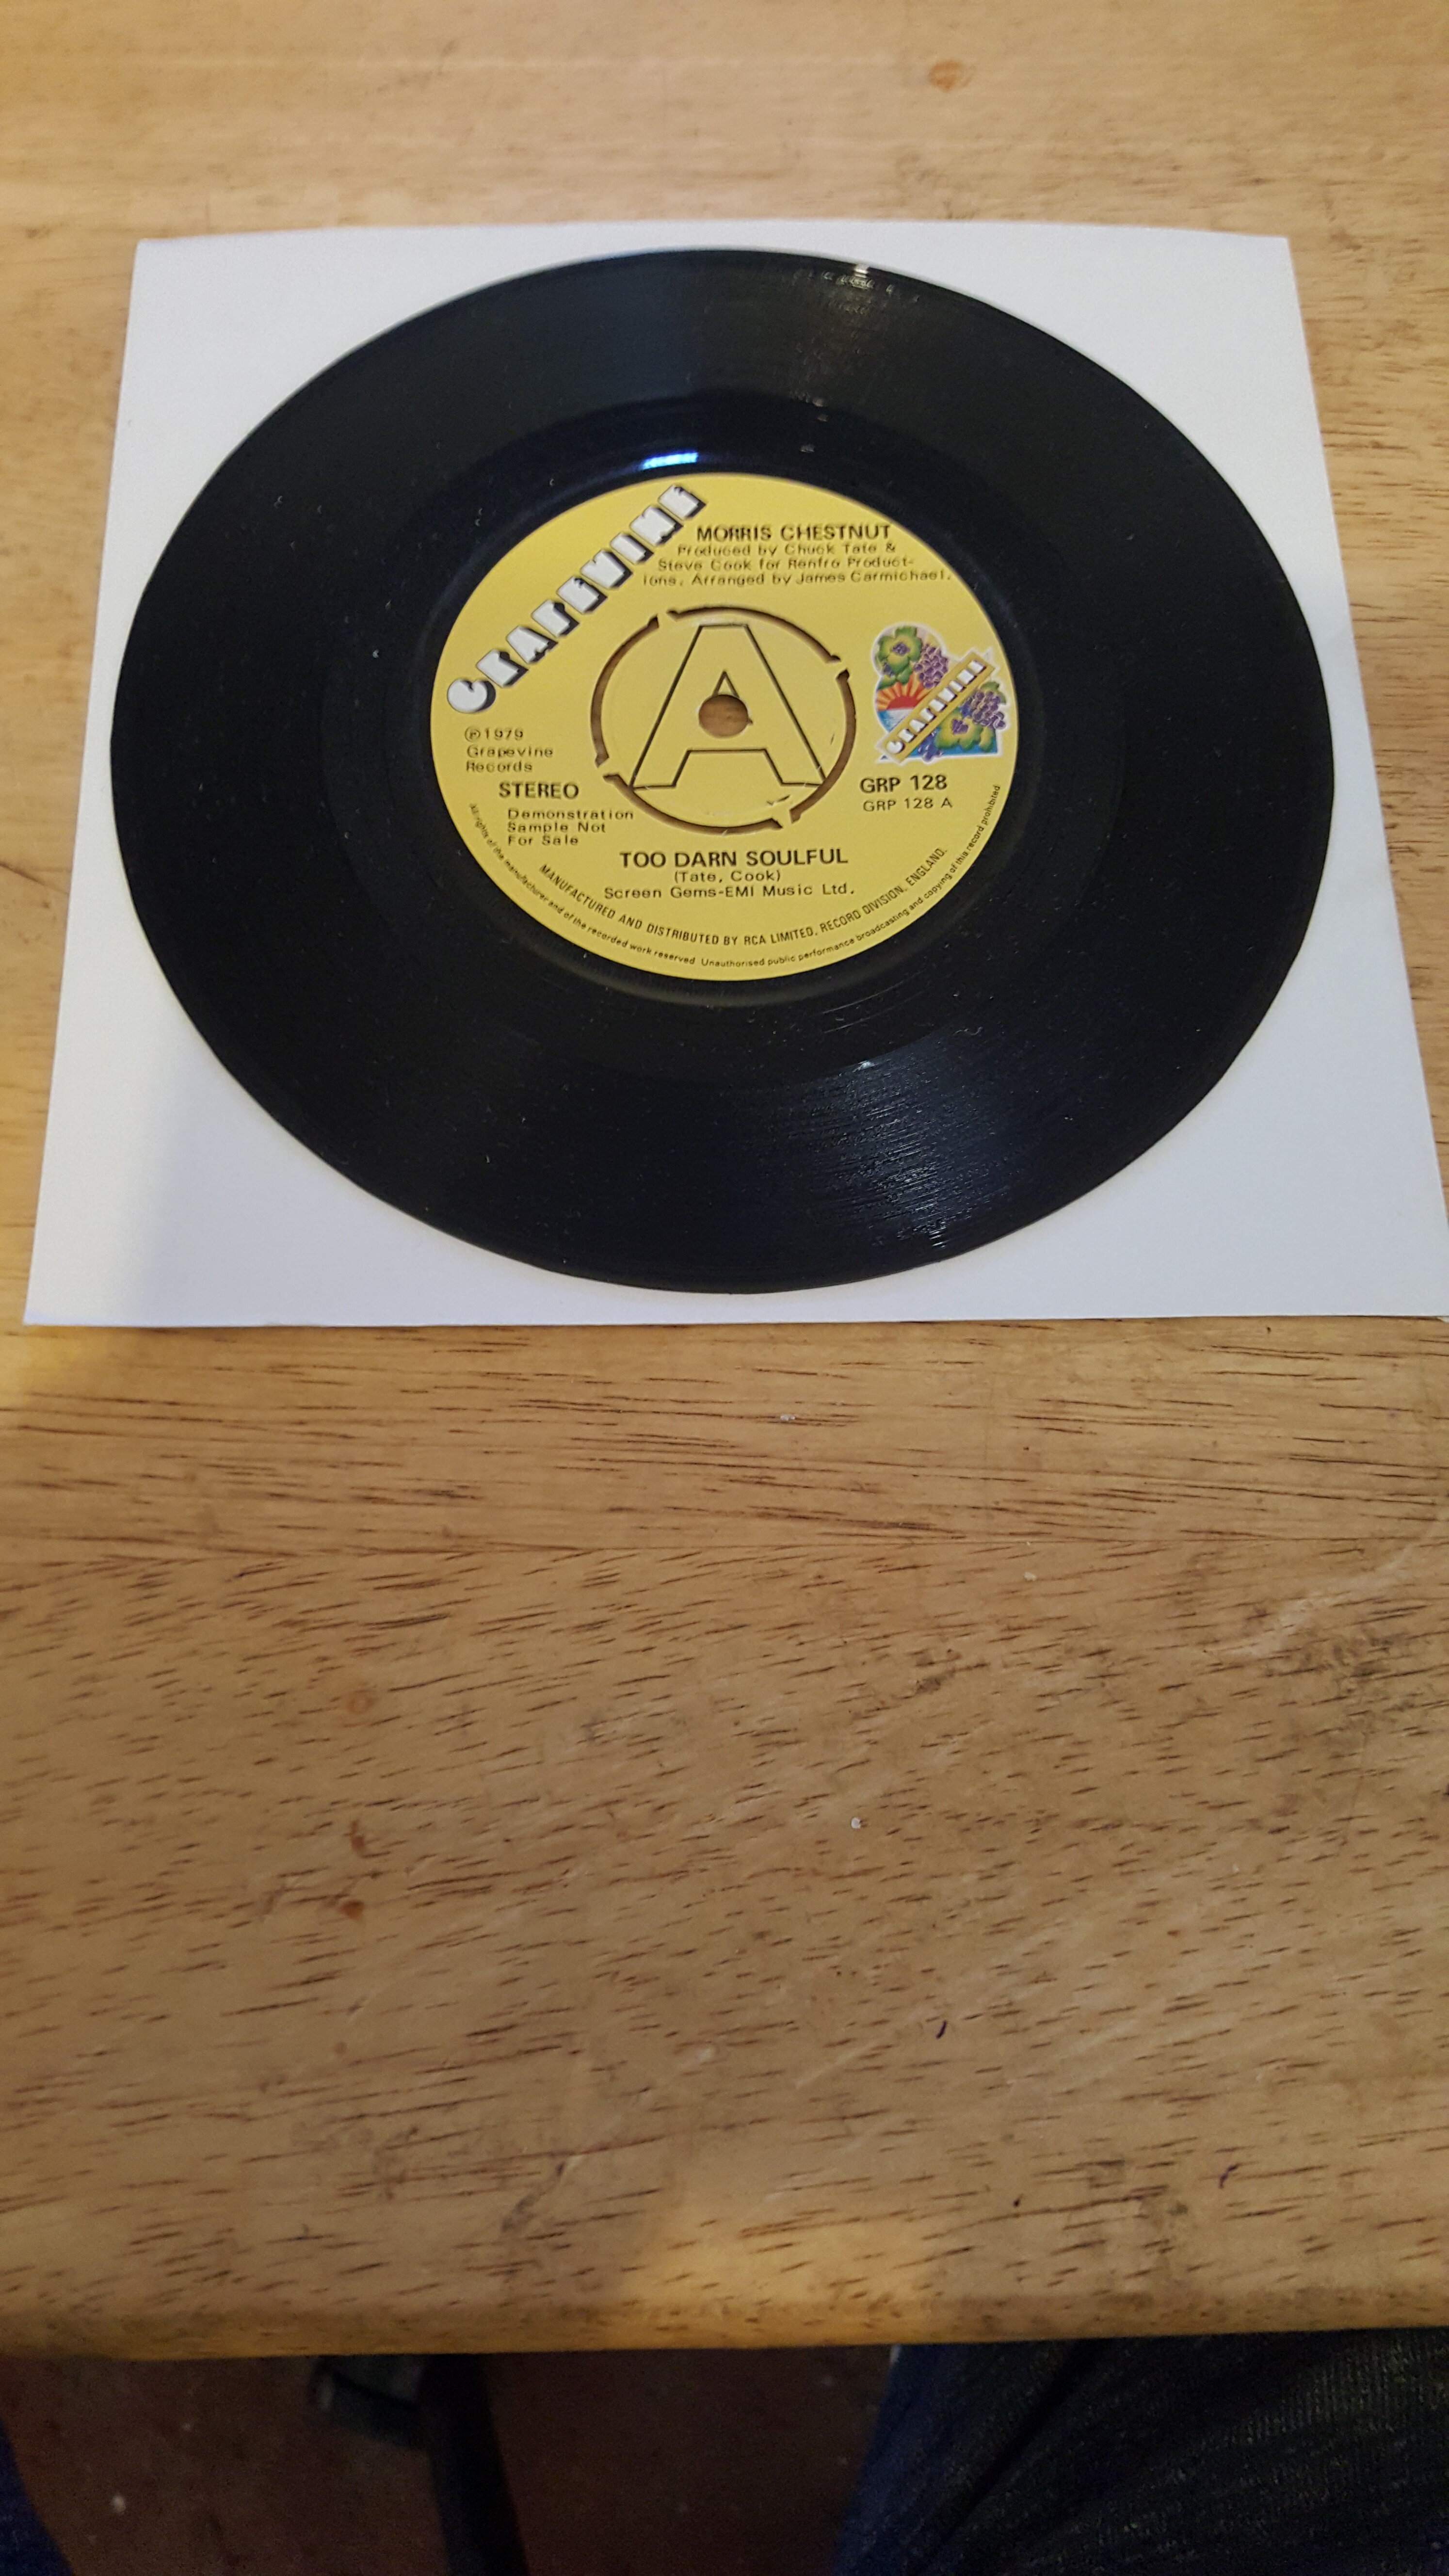 GRAPEVINE
MORRIS CHESTNUT
Produced by Chuck Tate &
Steve Cook for Renfro Product-
ions. Arranged by James Carmichael.
A
GRAPEVINE
℗1979
Grapevine
Records
STEREO
Demonstration
Sample Not
For Sale
GRP 128
GRP 128 A
TOO DARN SOULFUL
(Tate, Cook)
Screen Gems-EMI Music Ltd.
MANUFACTURED AND DISTRIBUTED BY RCA LIMITED, RECORD DIVISION, ENGLAND.
All rights of the manufacturer and of the recorded work reserved. Unauthorised public performance broadcasting and copying of this record prohibited